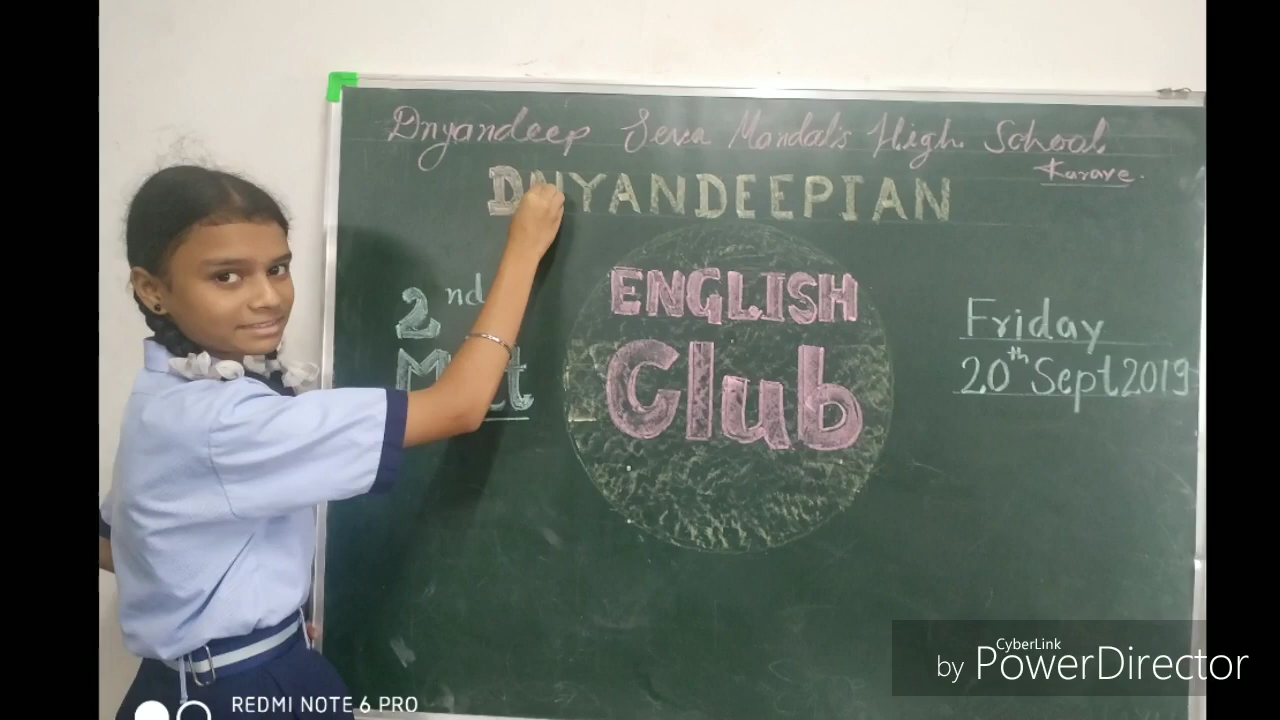 Dnyandeep Seva Mandal's High School
Karave.
DNYANDEEPIAN
2nd
Meet
ENGLISH
Club
Friday
20th Sept 2019
CyberLink
by PowerDirector
REDMI NOTE 6 PRO